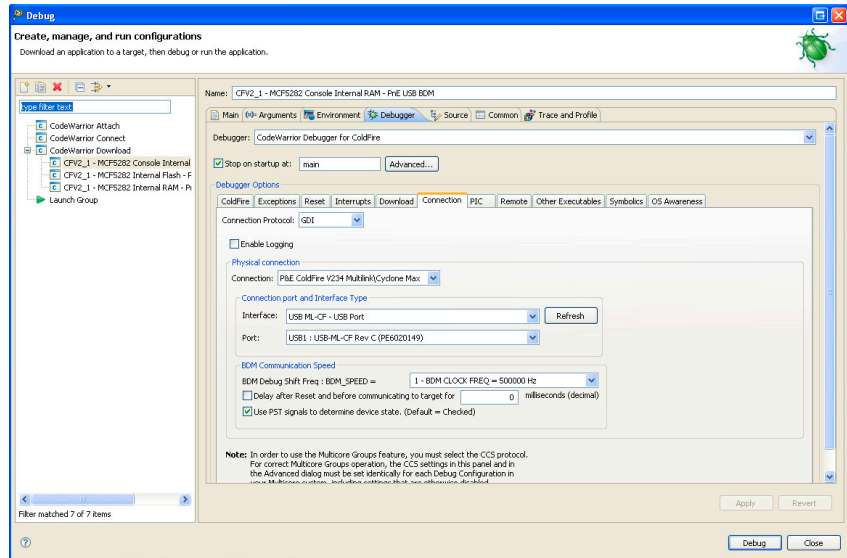 Debug
Create, manage, and run configurations
Download an application to a target, then debug or run the application.
type filter text
CodeWarrior Attach
CodeWarrior Connect
CodeWarrior Download
CFV2_1 - MCF5282 Console Internal
CFV2_1 - MCF5282 Internal Flash - F
CFV2_1 - MCF5282 Internal RAM - Pi
Launch Group
Filter matched 7 of 7 items
Name: CFV2_1 - MCF5282 Console Internal RAM - PnE USB BDM
Main Arguments Environment Debugger Source Common Trace and Profile
Debugger: CodeWarrior Debugger for ColdFire
Stop on startup at: main Advanced...
Debugger Options
ColdFire Exceptions Reset Interrupts Download Connection PIC Remote Other Executables Symbolics OS Awareness
Connection Protocol: GDI
Enable Logging
Physical connection
Connection: P&E ColdFire V234 Multilink\Cyclone Max
Connection port and Interface Type
Interface: USB ML-CF - USB Port Refresh
Port: USB1 : USB-ML-CF Rev C (PE6020149)
BDM Communication Speed
BDM Debug Shift Freq : BDM_SPEED = 1 - BDM CLOCK FREQ = 500000 Hz
Delay after Reset and before communicating to target for 0 milliseconds (decimal)
Use PST signals to determine device state. (Default = Checked)
Note: In order to use the Multicore Groups feature, you must select the CCS protocol.
For correct Multicore Groups operation, the CCS settings in this panel and in
the Advanced dialog must be set identically for each Debug Configuration in
your Multicore system, including settings that are otherwise disabled.
Apply Revert
Debug Close